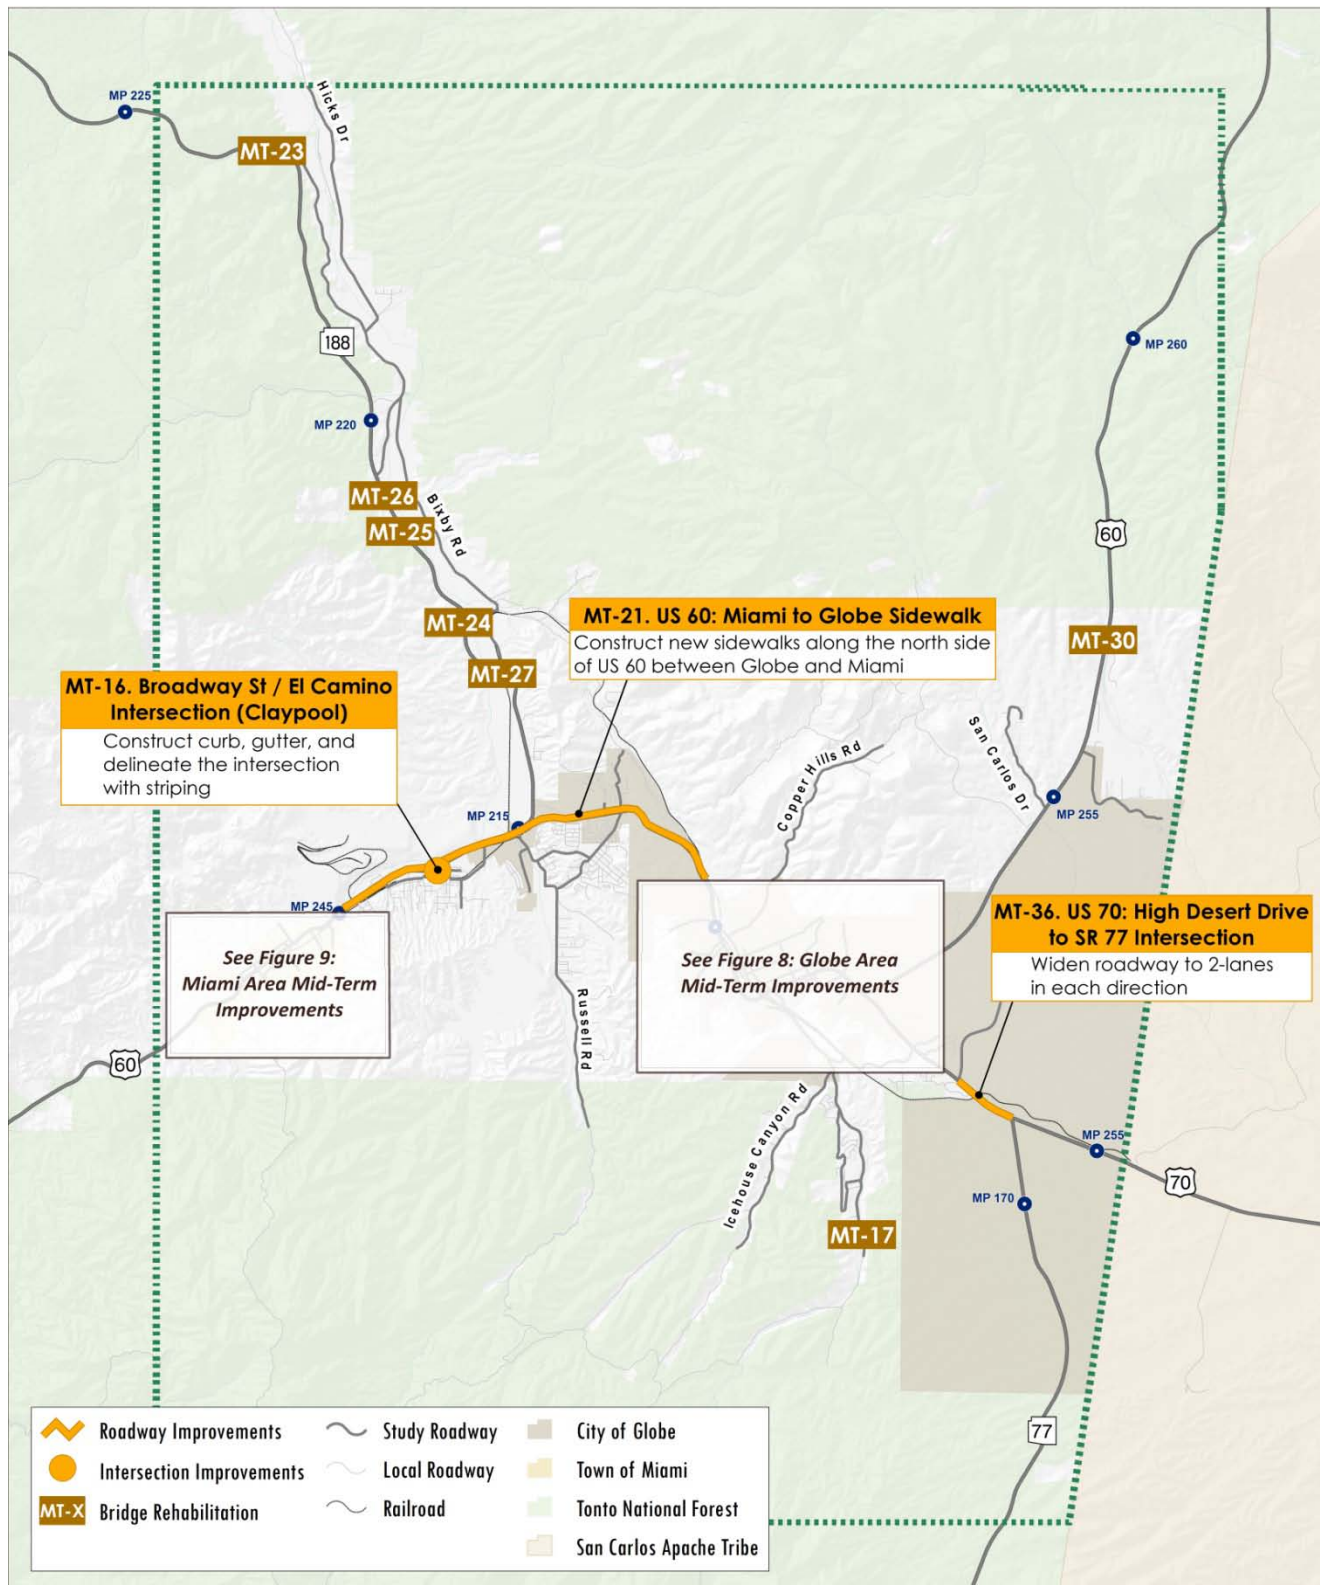 MP 225
Hicks Dr
MT-23
188
MP 260
MP 220
MT-26
Bixby Rd
MT-25
60
MT-24
MT-21. US 60: Miami to Globe Sidewalk
Construct new sidewalks along the north side
of US 60 between Globe and Miami
MT-30
MT-27
MT-16. Broadway St / El Camino
Intersection (Claypool)
Construct curb, gutter, and
delineate the intersection
with striping
San Carlos Dr
Copper Hills Rd
MP 255
MP 215
MP 245
See Figure 9:
Miami Area Mid-Term
Improvements
See Figure 8: Globe Area
Mid-Term Improvements
MT-36. US 70: High Desert Drive
to SR 77 Intersection
Widen roadway to 2-lanes
in each direction
Russell Rd
60
Icehouse Canyon Rd
MP 255
70
MP 170
MT-17
77
Roadway Improvements
Intersection Improvements
MT-X Bridge Rehabilitation
Study Roadway
Local Roadway
Railroad
City of Globe
Town of Miami
Tonto National Forest
San Carlos Apache Tribe